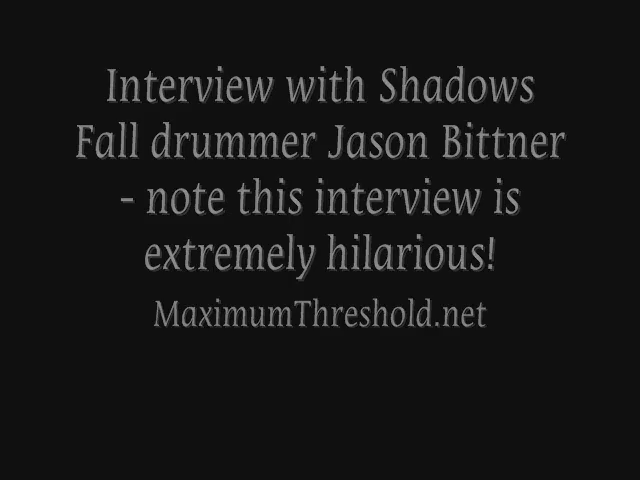 Interview with Shadows
Fall drummer Jason Bittner
- note this interview is
extremely hilarious!
MaximumThreshold.net